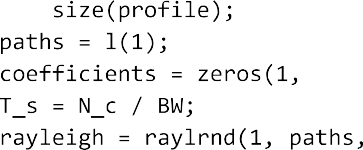 size(profile);
paths = l(1);
coefficients = zeros(1,
T_s = N_c / BW;
rayleigh = raylrnd(1, paths,